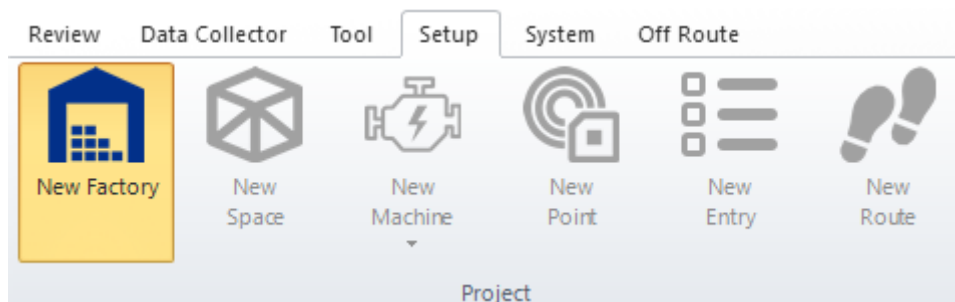 Review Data Collector Tool Setup System Off Route
New Factory New New New New New
Space Machine Point Entry Route
Project